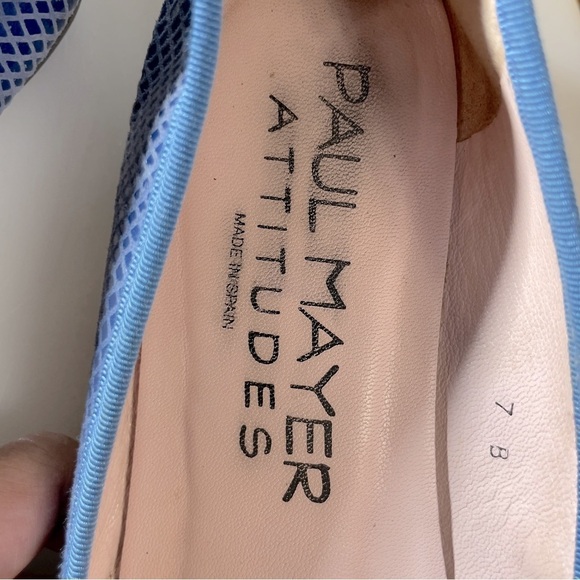 PAUL MAYER
ATTITUDES
MADE IN SPAIN
7 B